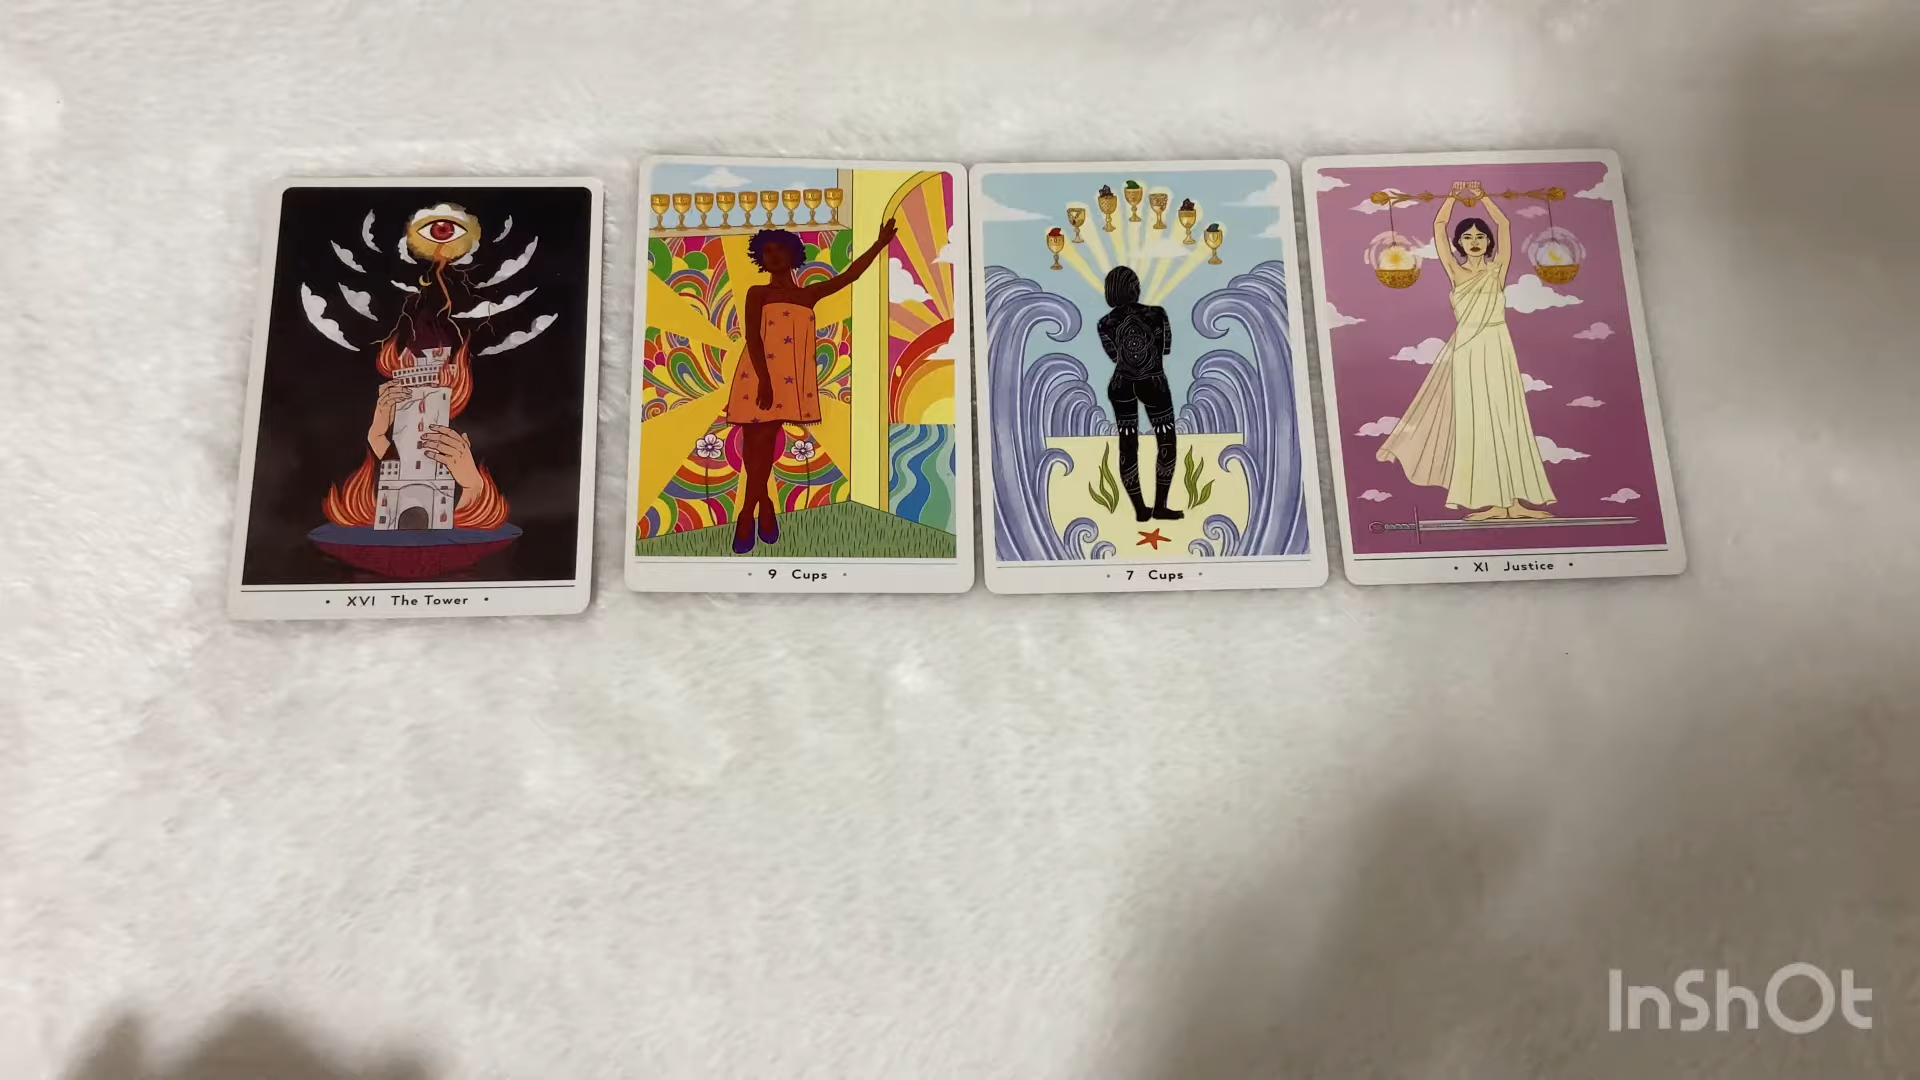 • XVI The Tower •
• 9 Cups •
• 7 Cups •
• XI Justice •
InShOt